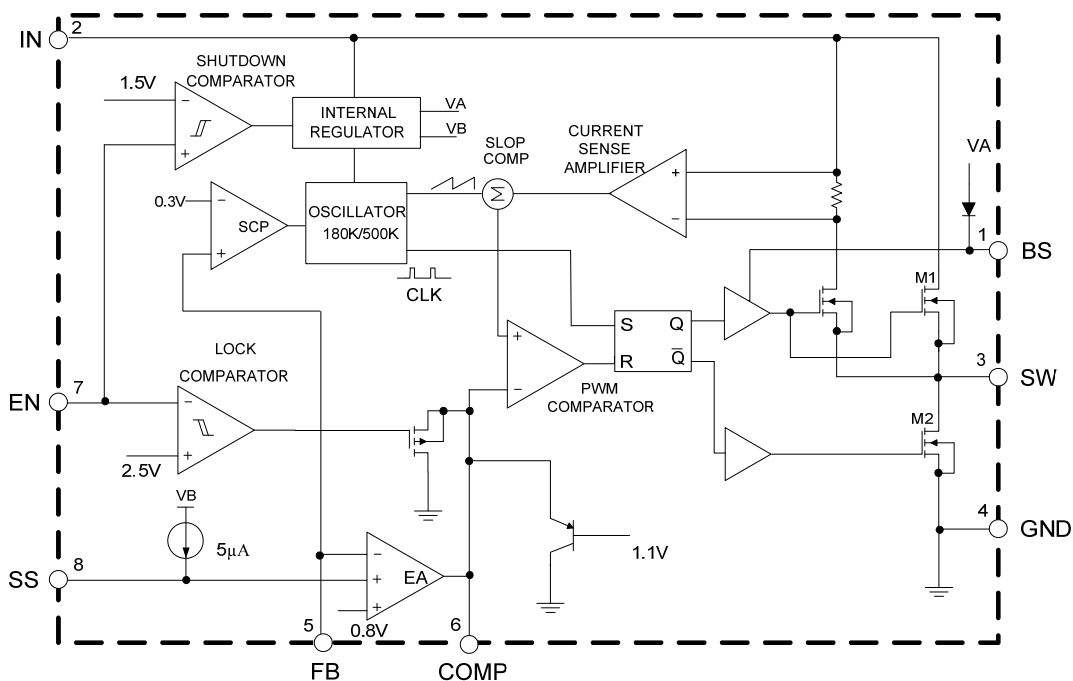 IN
2
SHUTDOWN
COMPARATOR
1.5V
−
+
INTERNAL
REGULATOR
VA
VB
SLOP
COMP
CURRENT
SENSE
AMPLIFIER
+
−
VA
0.3V
−
+
SCP
OSCILLATOR
180K/500K
Σ
1
BS
CLK
M1
S
Q
R
Q̅
+
−
PWM
COMPARATOR
LOCK
COMPARATOR
3
SW
7
EN
−
+
2.5V
M2
VB
5µA
4
GND
8
SS
−
+
+
EA
0.8V
1.1V
5
FB
6
COMP